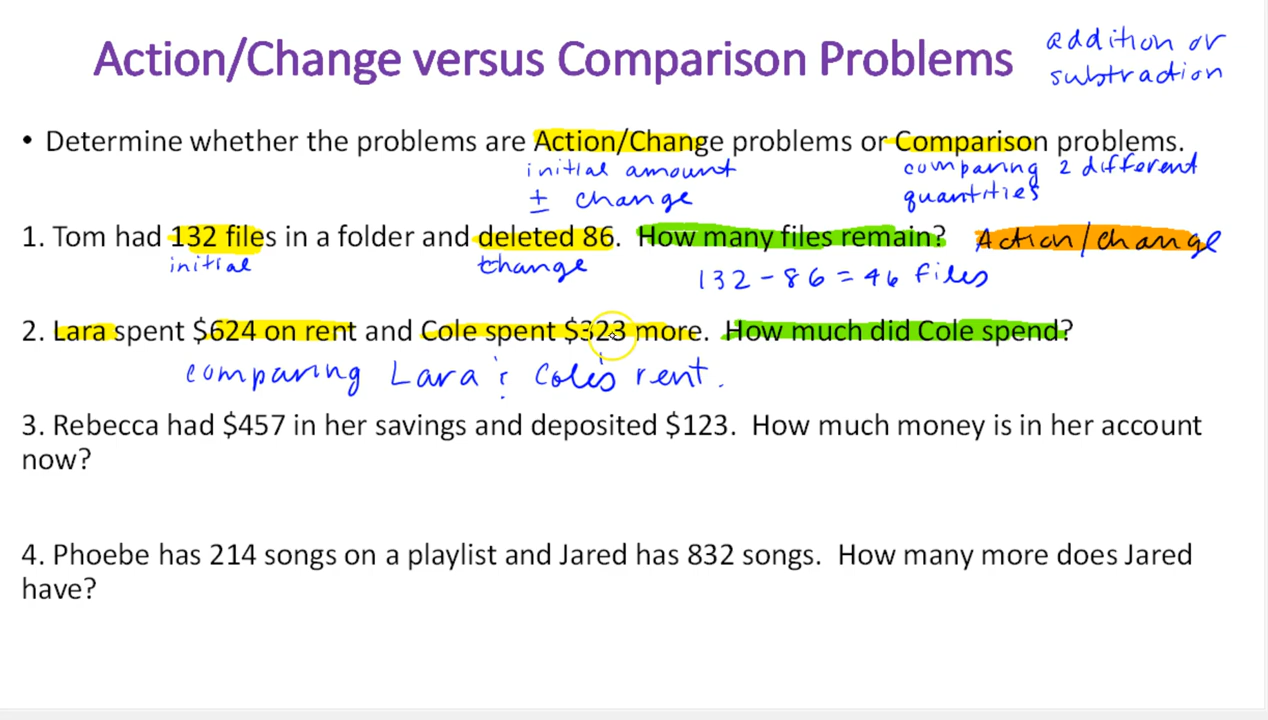 Action/Change versus Comparison Problems
addition or
subtraction
• Determine whether the problems are Action/Change problems or Comparison problems.
initial amount
± change
comparing 2 different
quantities
1. Tom had 132 files in a folder and deleted 86. How many files remain? Action/change
initial
change
132 - 86 = 46 files
2. Lara spent $624 on rent and Cole spent $323 more. How much did Cole spend?
comparing Lara & Cole's rent.
3. Rebecca had $457 in her savings and deposited $123. How much money is in her account
now?
4. Phoebe has 214 songs on a playlist and Jared has 832 songs. How many more does Jared
have?